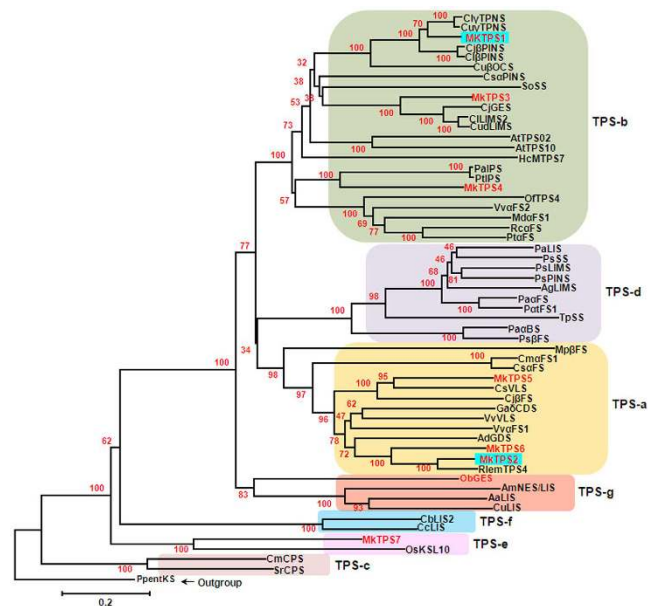 ClγTPNS
70
100
CuγTPNS
MKTPS1
100
CjβPINS
100
ClβPINS
CuβOCS
32
CsαPINS
38
SoSS
MkTPS3
53
CjGES
100
ClLIMS2
100
CudLIMS
TPS-b
73
AtTPS02
100
AtTPS10
HcMTPS7
100
100
PaIPS
PtIPS
100
MkTPS4
57
OfTPS4
100
VvαFS2
69
MdαFS1
77
RcαFS
100
PtαFS
77
46
PaLIS
46
PsSS
68
PsLIMS
81
PsPINS
100
AgLIMS
TPS-d
98
PaαFS
100
PαtFS1
TpSS
100
PaαBS
100
PsβFS
34
MpβFS
98
CmαFS1
100
CsαFS
100
97
95
MkTPS5
CsVLS
100
CjβFS
96
62
GaδCDS
TPS-a
47
VvVLS
VvαFS1
78
AdGDS
72
MkTPS6
100
MkTPS2
100
RlemTPS4
62
ObGES
83
AmNES/LIS
TPS-g
100
AaLIS
93
CuLIS
100
CbLIS2
TPS-f
100
CcLIS
MkTPS7
TPS-e
100
OsKSL10
CmCPS
100
SrCPS
TPS-c
PpentKS
Outgroup
0.2